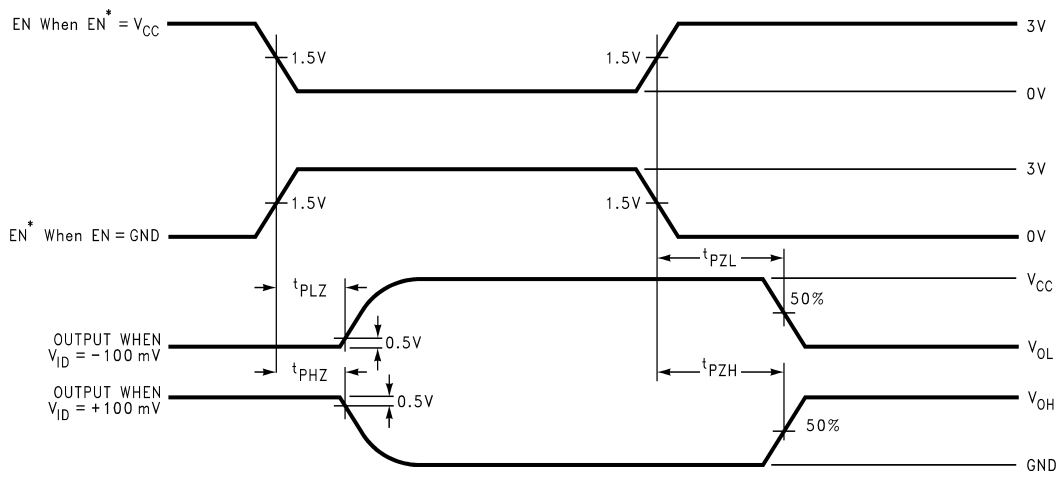 EN When EN* = VCC
3V
1.5V
1.5V
0V
3V
1.5V
1.5V
EN* When EN = GND
0V
tPZL
VCC
tPLZ
50%
OUTPUT WHEN
VID = −100 mV
0.5V
VOL
tPHZ
tPZH
OUTPUT WHEN
VID = +100 mV
0.5V
VOH
50%
GND